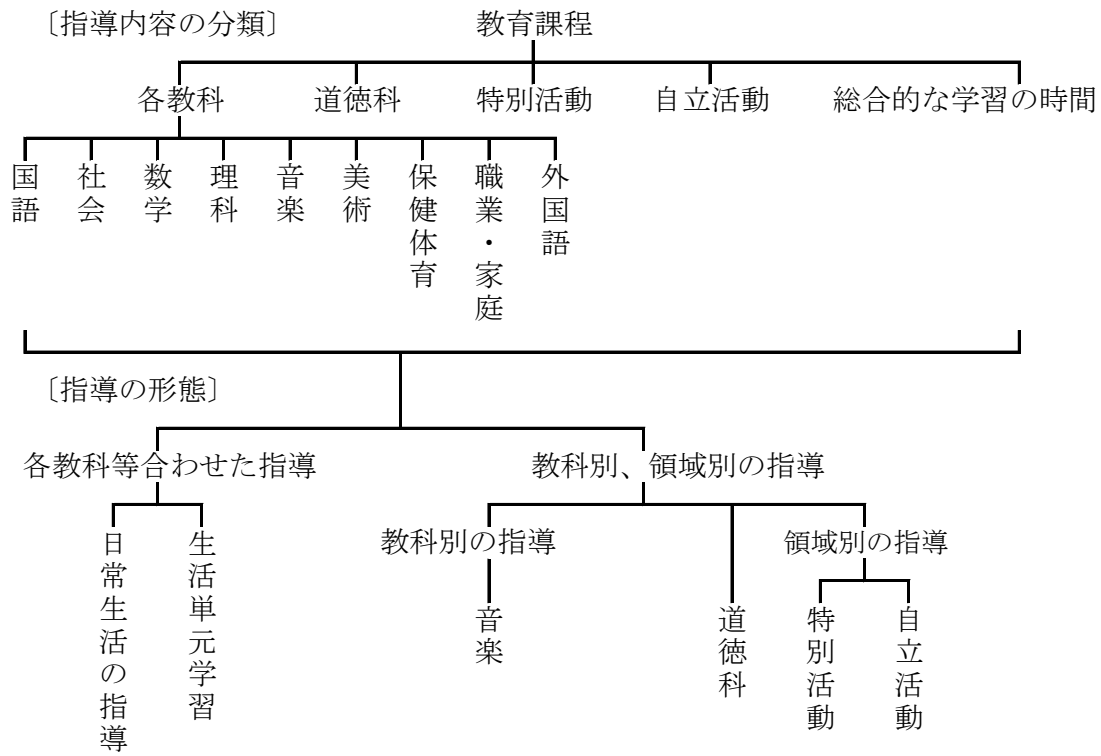 〔指導内容の分類〕
教育課程
各教科
道徳科
特別活動
自立活動
総合的な学習の時間
国語
社会
数学
理科
音楽
美術
保健体育
職業・家庭
外国語
〔指導の形態〕
各教科等合わせた指導
教科別、領域別の指導
日常生活の指導
生活単元学習
教科別の指導
領域別の指導
音楽
道徳科
特別活動
自立活動